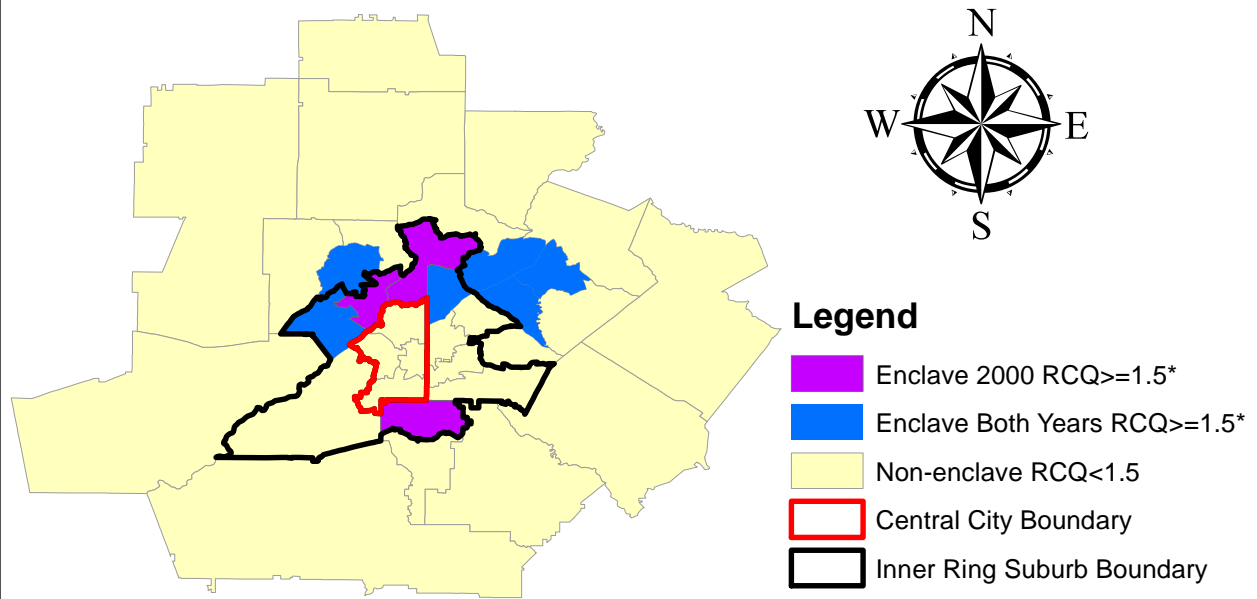 N
W E
S
Legend
Enclave 2000 RCQ>=1.5*
Enclave Both Years RCQ>=1.5*
Non-enclave RCQ<1.5
Central City Boundary
Inner Ring Suburb Boundary